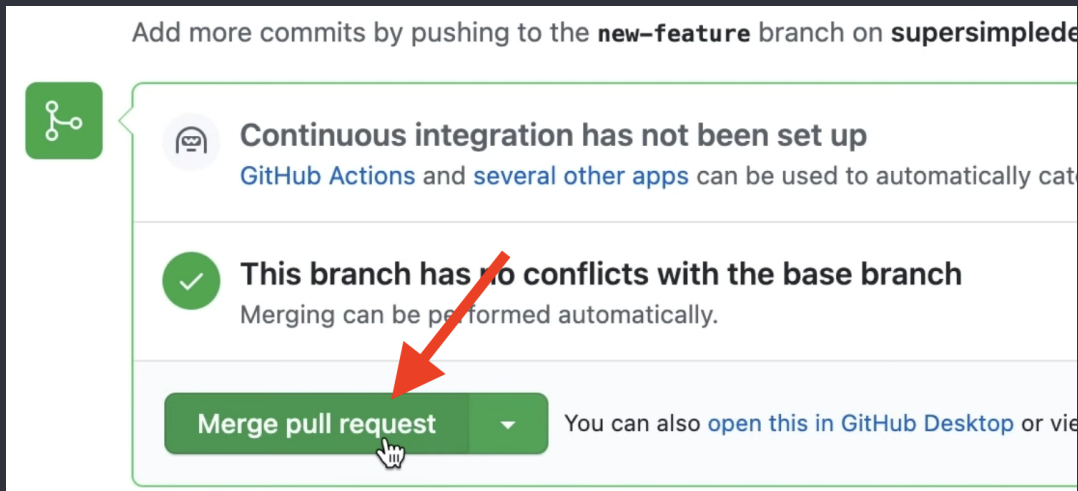 Add more commits by pushing to the new-feature branch on
Continuous integration has not been set up
GitHub Actions and several other apps can be used to automatically
This branch has no conflicts with the base branch
Merging can be performed automatically.
Merge pull request
You can also open this in GitHub Desktop or